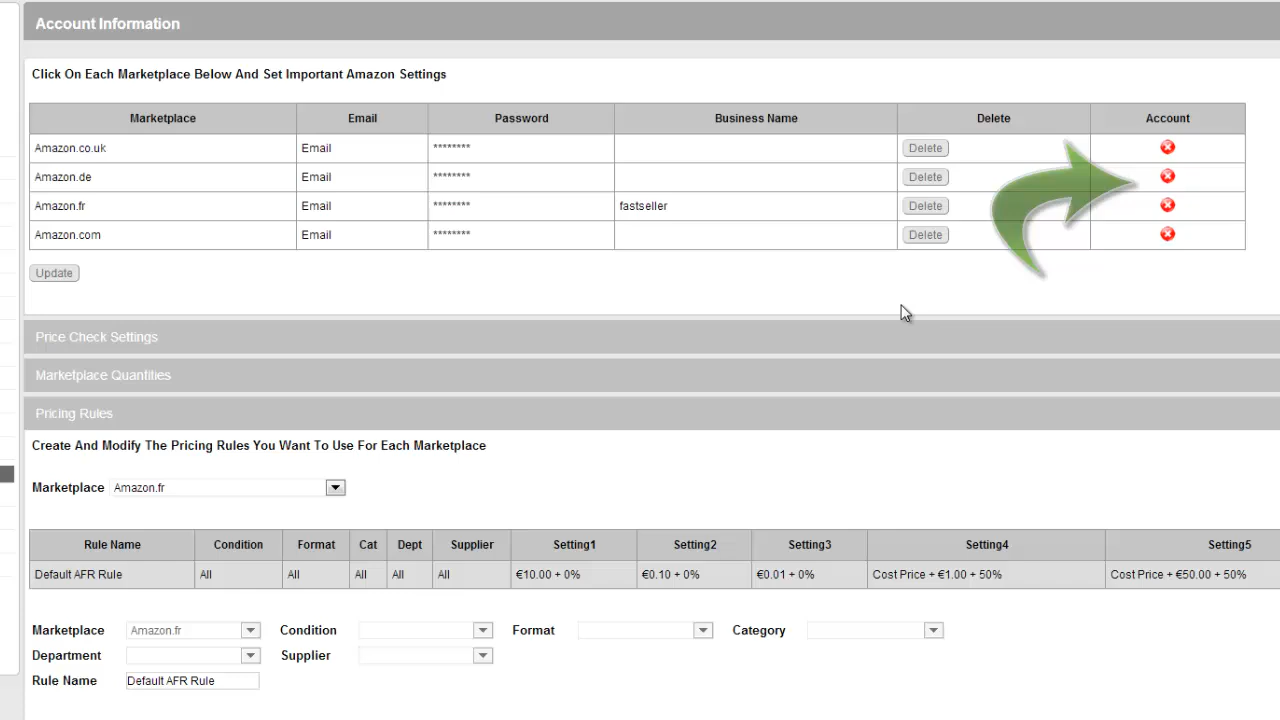 Account Information
Click On Each Marketplace Below And Set Important Amazon Settings
Marketplace Email Password Business Name Delete Account
Amazon.co.uk Email ******** Delete
Amazon.de Email ******** Delete
Amazon.fr Email ******** fastseller Delete
Amazon.com Email ******** Delete
Update
Price Check Settings
Marketplace Quantities
Pricing Rules
Create And Modify The Pricing Rules You Want To Use For Each Marketplace
Marketplace Amazon.fr
Rule Name Condition Format Cat Dept Supplier Setting1 Setting2 Setting3 Setting4 Setting5
Default AFR Rule All All All All All €10.00 + 0% €0.10 + 0% €0.01 + 0% Cost Price + €1.00 + 50% Cost Price + €50.00 + 50%
Marketplace Amazon.fr Condition Format Category
Department Supplier
Rule Name Default AFR Rule